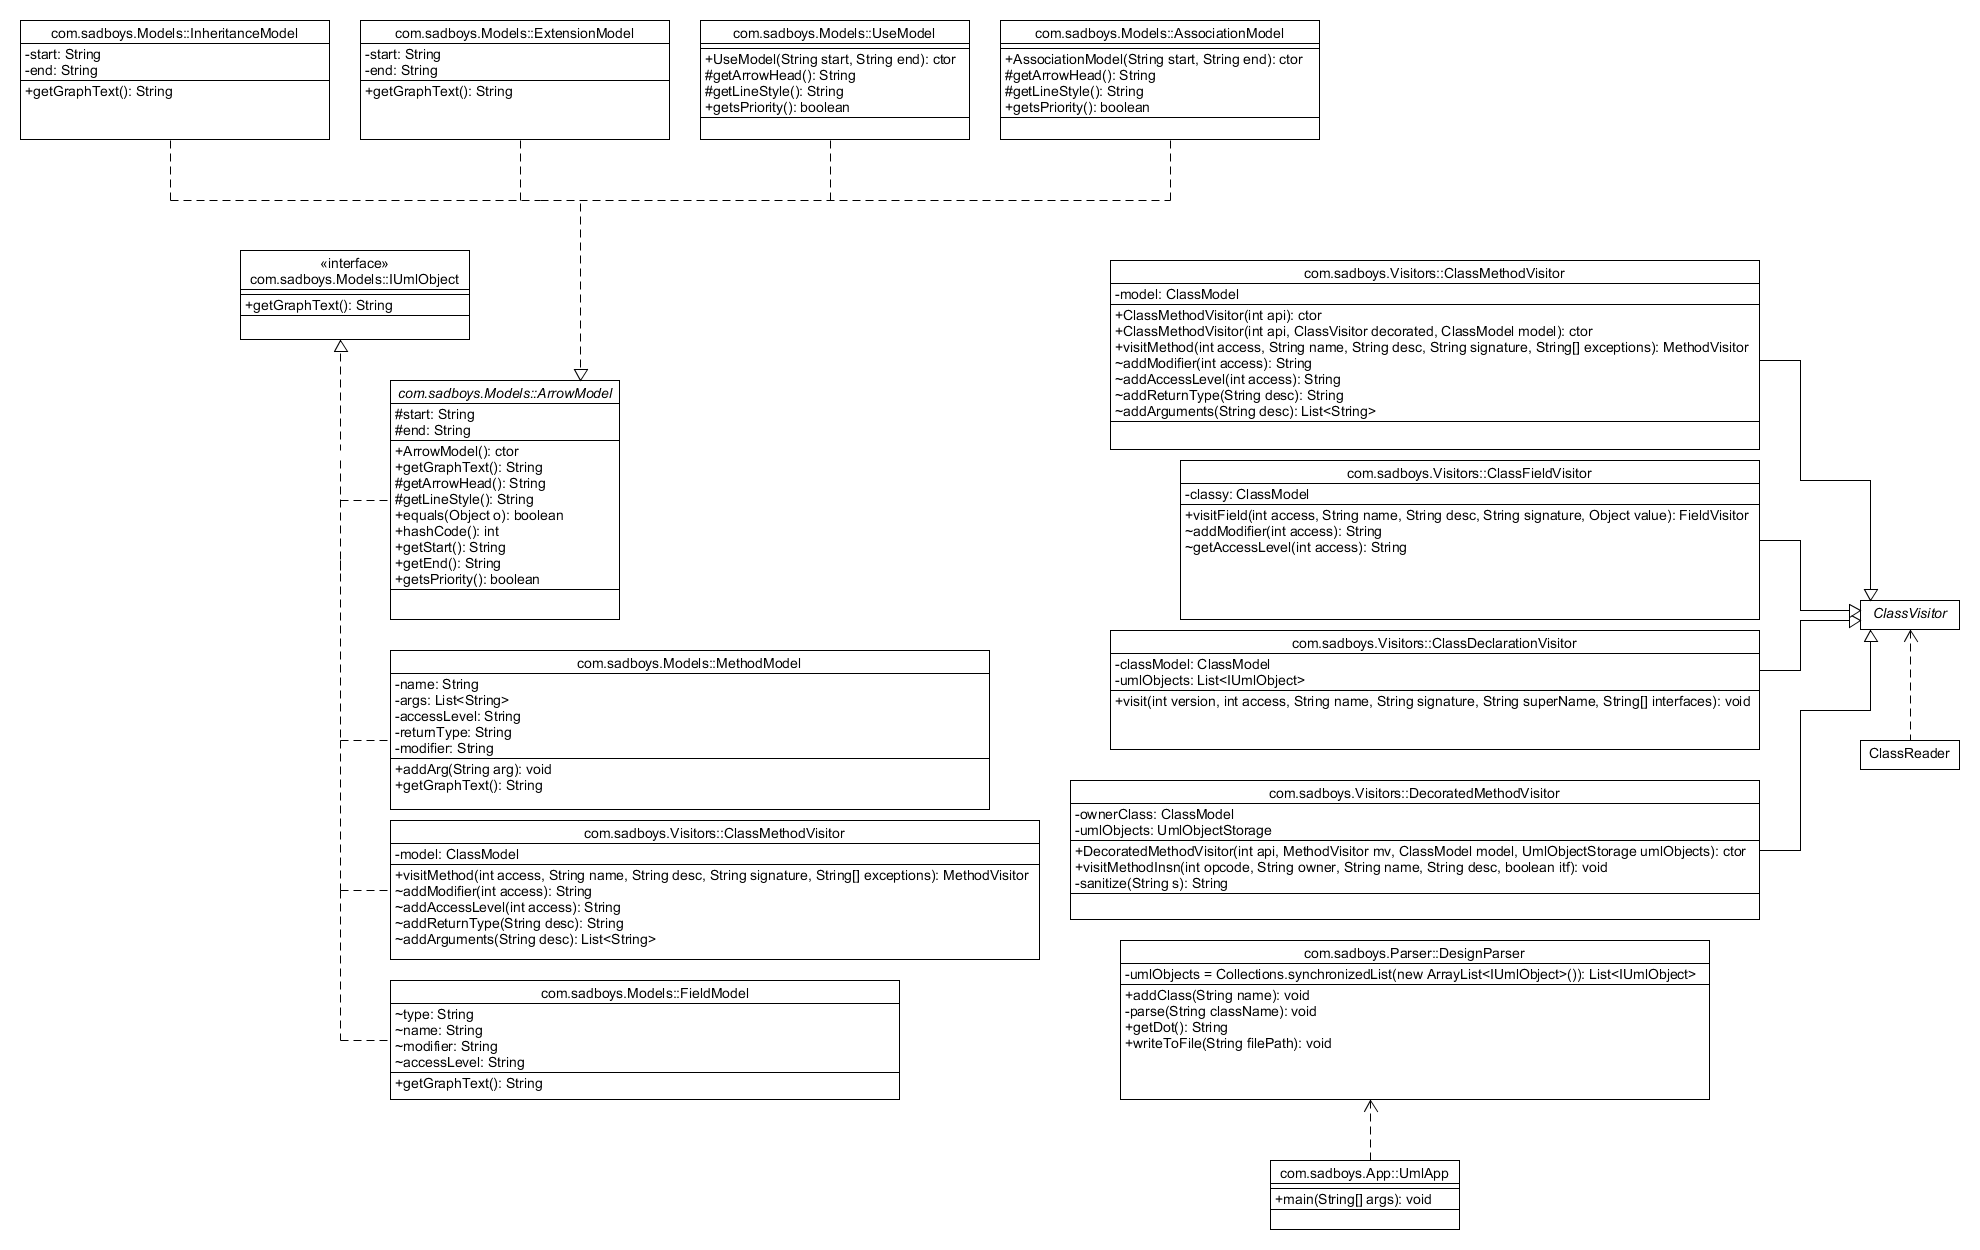 com.sadboys.Models::InheritanceModel
-start: String
-end: String
+getGraphText(): String
com.sadboys.Models::ExtensionModel
-start: String
-end: String
+getGraphText(): String
com.sadboys.Models::UseModel
+UseModel(String start, String end): ctor
#getArrowHead(): String
#getLineStyle(): String
+getsPriority(): boolean
com.sadboys.Models::AssociationModel
+AssociationModel(String start, String end): ctor
#getArrowHead(): String
#getLineStyle(): String
+getsPriority(): boolean
«interface»
com.sadboys.Models::IUmlObject
+getGraphText(): String
com.sadboys.Models::ArrowModel
#start: String
#end: String
+ArrowModel(): ctor
+getGraphText(): String
#getArrowHead(): String
#getLineStyle(): String
+equals(Object o): boolean
+hashCode(): int
+getStart(): String
+getEnd(): String
+getsPriority(): boolean
com.sadboys.Models::MethodModel
-name: String
-args: List<String>
-accessLevel: String
-returnType: String
-modifier: String
+addArg(String arg): void
+getGraphText(): String
com.sadboys.Visitors::ClassMethodVisitor
-model: ClassModel
+visitMethod(int access, String name, String desc, String signature, String[] exceptions): MethodVisitor
~addModifier(int access): String
~addAccessLevel(int access): String
~addReturnType(String desc): String
~addArguments(String desc): List<String>
com.sadboys.Models::FieldModel
~type: String
~name: String
~modifier: String
~accessLevel: String
+getGraphText(): String
com.sadboys.Visitors::ClassMethodVisitor
-model: ClassModel
+ClassMethodVisitor(int api): ctor
+ClassMethodVisitor(int api, ClassVisitor decorated, ClassModel model): ctor
+visitMethod(int access, String name, String desc, String signature, String[] exceptions): MethodVisitor
~addModifier(int access): String
~addAccessLevel(int access): String
~addReturnType(String desc): String
~addArguments(String desc): List<String>
com.sadboys.Visitors::ClassFieldVisitor
-classy: ClassModel
+visitField(int access, String name, String desc, String signature, Object value): FieldVisitor
~addModifier(int access): String
~getAccessLevel(int access): String
com.sadboys.Visitors::ClassDeclarationVisitor
-classModel: ClassModel
-umlObjects: List<IUmlObject>
+visit(int version, int access, String name, String signature, String superName, String[] interfaces): void
com.sadboys.Visitors::DecoratedMethodVisitor
-ownerClass: ClassModel
-umlObjects: UmlObjectStorage
+DecoratedMethodVisitor(int api, MethodVisitor mv, ClassModel model, UmlObjectStorage umlObjects): ctor
+visitMethodInsn(int opcode, String owner, String name, String desc, boolean itf): void
-sanitize(String s): String
ClassVisitor
ClassReader
com.sadboys.Parser::DesignParser
-umlObjects = Collections.synchronizedList(new ArrayList<IUmlObject>()): List<IUmlObject>
+addClass(String name): void
-parse(String className): void
+getDot(): String
+writeToFile(String filePath): void
com.sadboys.App::UmlApp
+main(String[] args): void